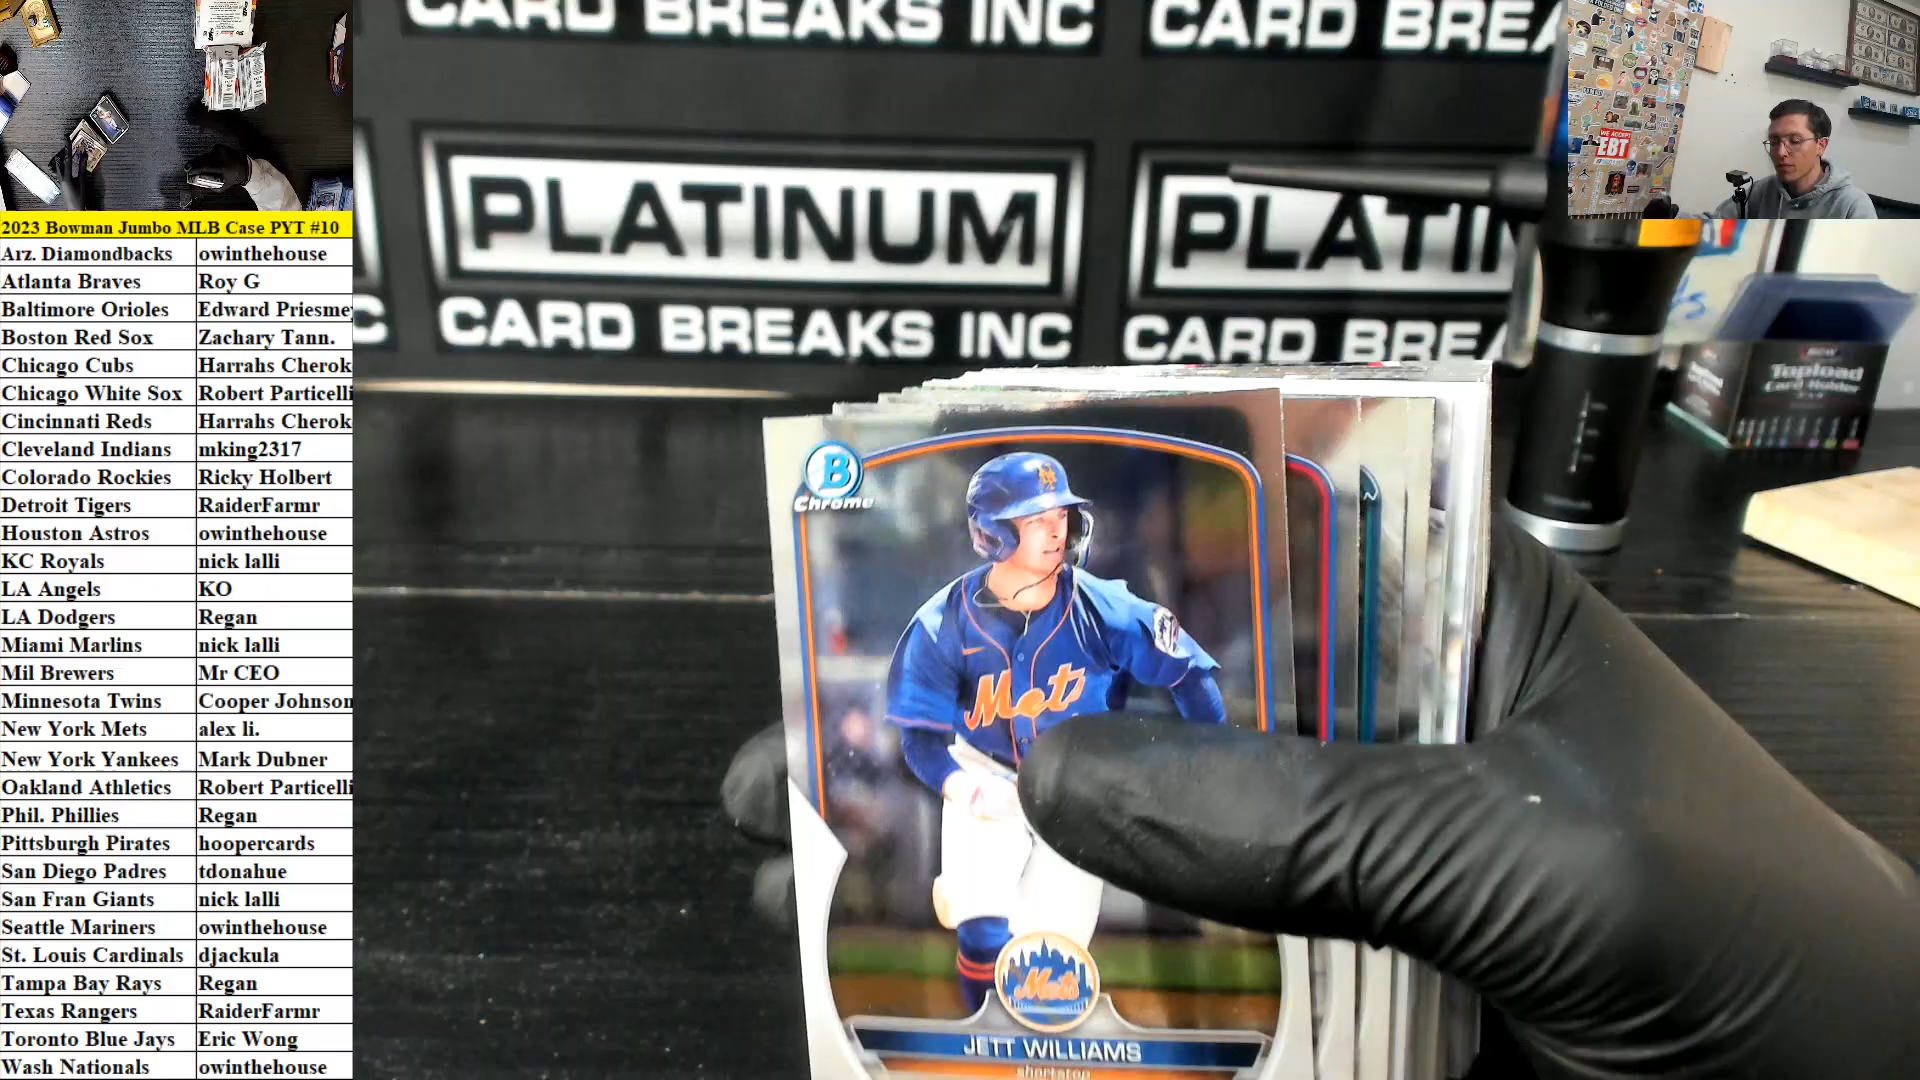 CARD BREAKS INC CARD BREA
PLATINUM PLATIN
CARD BREAKS INC CARD BREA
C
WE ACCEPT
EBT
Topload
Card Holder
2023 Bowman Jumbo MLB Case PYT #10
Arz. Diamondbacks owinthehouse
Atlanta Braves Roy G
Baltimore Orioles Edward Priesme
Boston Red Sox Zachary Tann.
Chicago Cubs Harrahs Cherok
Chicago White Sox Robert Particelli
Cincinnati Reds Harrahs Cherok
Cleveland Indians mking2317
Colorado Rockies Ricky Holbert
Detroit Tigers RaiderFarmr
Houston Astros owinthehouse
KC Royals nick lalli
LA Angels KO
LA Dodgers Regan
Miami Marlins nick lalli
Mil Brewers Mr CEO
Minnesota Twins Cooper Johnson
New York Mets alex li.
New York Yankees Mark Dubner
Oakland Athletics Robert Particelli
Phil. Phillies Regan
Pittsburgh Pirates hoopercards
San Diego Padres tdonahue
San Fran Giants nick lalli
Seattle Mariners owinthehouse
St. Louis Cardinals djackula
Tampa Bay Rays Regan
Texas Rangers RaiderFarmr
Toronto Blue Jays Eric Wong
Wash Nationals owinthehouse
B
Chrome
Mets
Mets
JETT WILLIAMS
shortstop